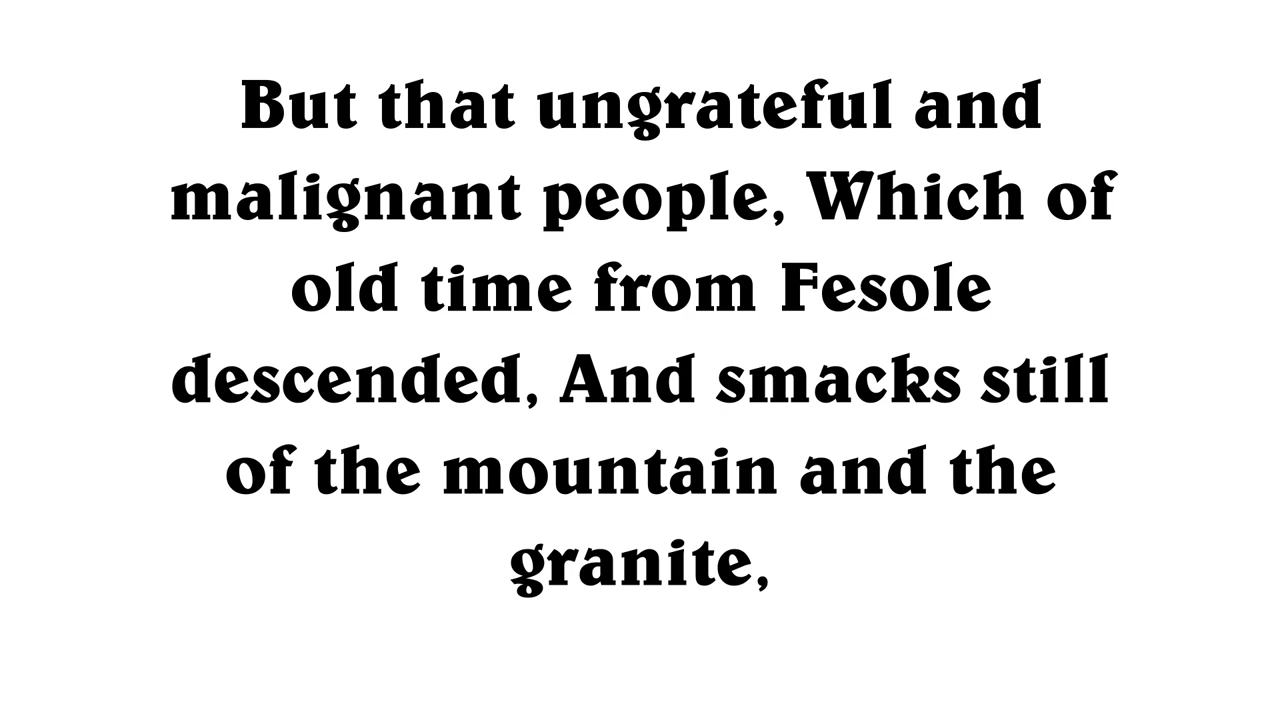 But that ungrateful and
malignant people, Which of
old time from Fesole
descended, And smacks still
of the mountain and the
granite,